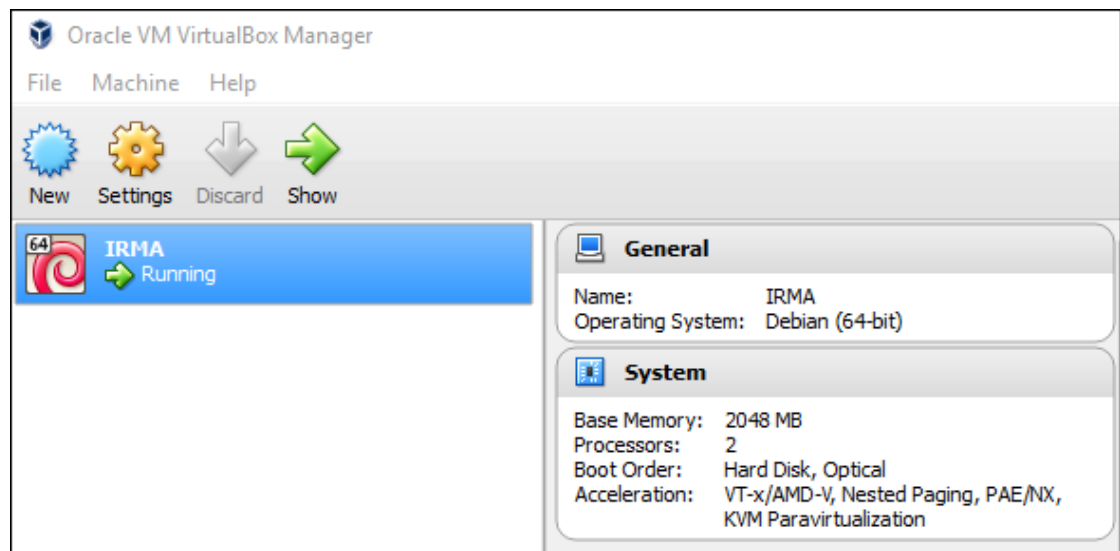 Oracle VM VirtualBox Manager
File Machine Help
New Settings Discard Show
64
IRMA
Running
General
Name: IRMA
Operating System: Debian (64-bit)
System
Base Memory: 2048 MB
Processors: 2
Boot Order: Hard Disk, Optical
Acceleration: VT-x/AMD-V, Nested Paging, PAE/NX,
KVM Paravirtualization